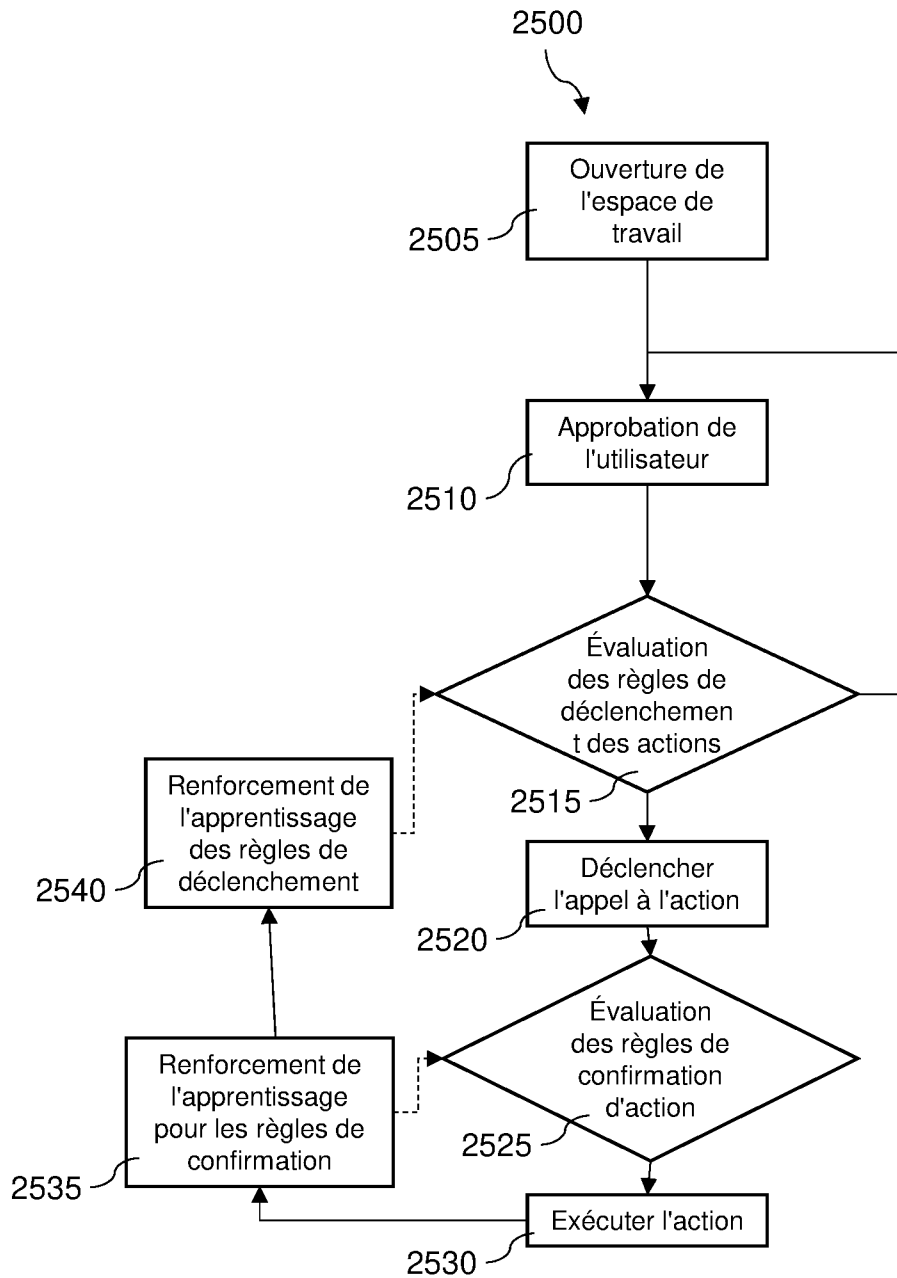 2500
Ouverture de
l'espace de
travail
2505
Approbation de
l'utilisateur
2510
Évaluation
des règles de
déclenchemen
t des actions
2515
Renforcement de
l'apprentissage
des règles de
déclenchement
2540
Déclencher
l'appel à l'action
2520
Évaluation
des règles de
confirmation
d'action
2525
Renforcement de
l'apprentissage
pour les règles de
confirmation
2535
Exécuter l'action
2530